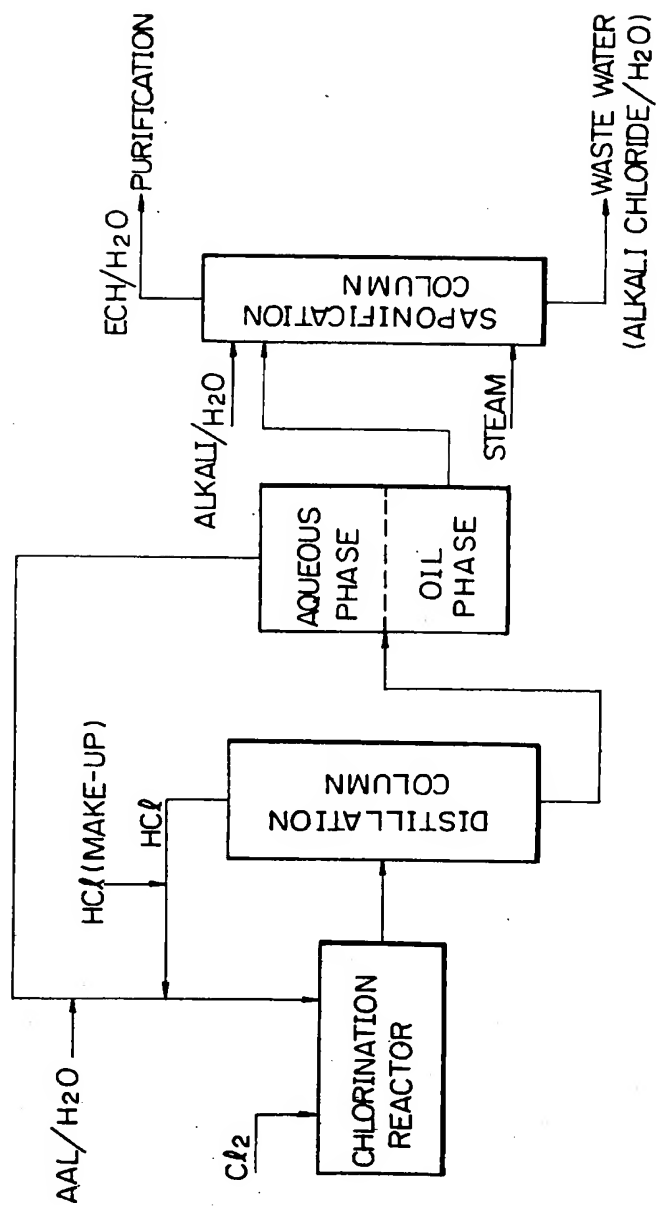 AAL/H2O
HCℓ(MAKE-UP)
HCℓ
Cℓ2
CHLORINATION
REACTOR
DISTILLATION
COLUMN
AQUEOUS
PHASE
OIL
PHASE
ALKALI/H2O
STEAM
SAPONIFICATION
COLUMN
ECH/H2O
PURIFICATION
WASTE WATER
(ALKALI CHLORIDE/H2O)